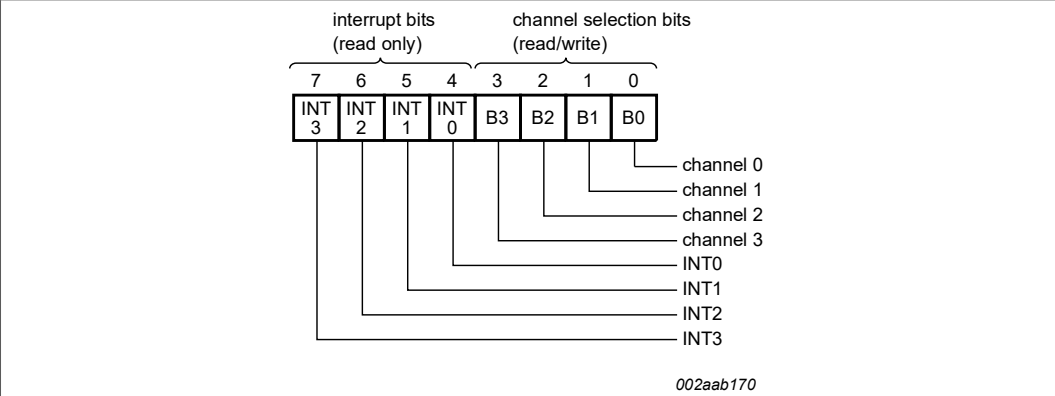 interrupt bits
(read only)
channel selection bits
(read/write)
7 6 5 4 3 2 1 0
INT 3 INT 2 INT 1 INT 0 B3 B2 B1 B0
channel 0
channel 1
channel 2
channel 3
INT0
INT1
INT2
INT3
002aab170